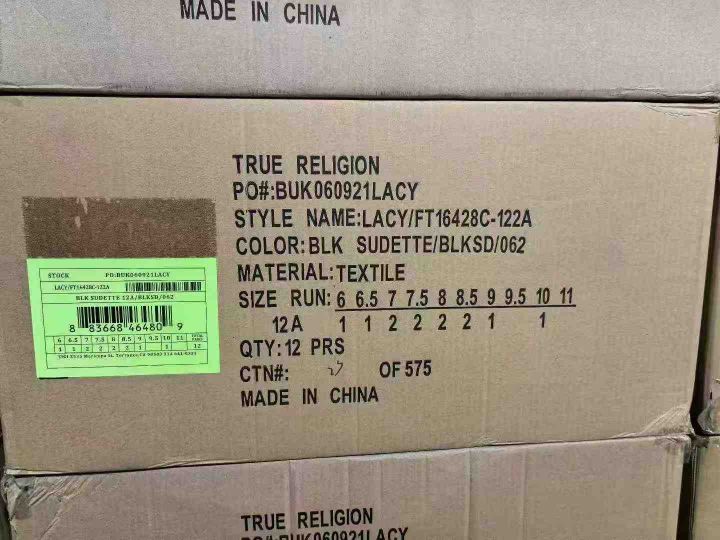 MADE IN CHINA
TRUE RELIGION
PO#:BUK060921LACY
STYLE NAME:LACY/FT16428C-122A
COLOR:BLK SUDETTE/BLKSD/062
MATERIAL:TEXTILE
SIZE RUN: 6 6.5 7 7.5 8 8.5 9 9.5 10 11
12A 1 1 2 2 2 2 1 1
QTY:12 PRS
CTN#: OF 575
MADE IN CHINA
STOCK PO:BUK060921LACY
LACY/FT16428C-122A
BLK SUDETTE 12A/BLKSD/062
8 83668 46480 9
6 6.5 7 7.5 8 8.5 9 9.5 10 11 TOTAL PAIRS
1 1 2 2 2 2 1 1 12
TRUE RELIGION
PO#:BUK060921LACY